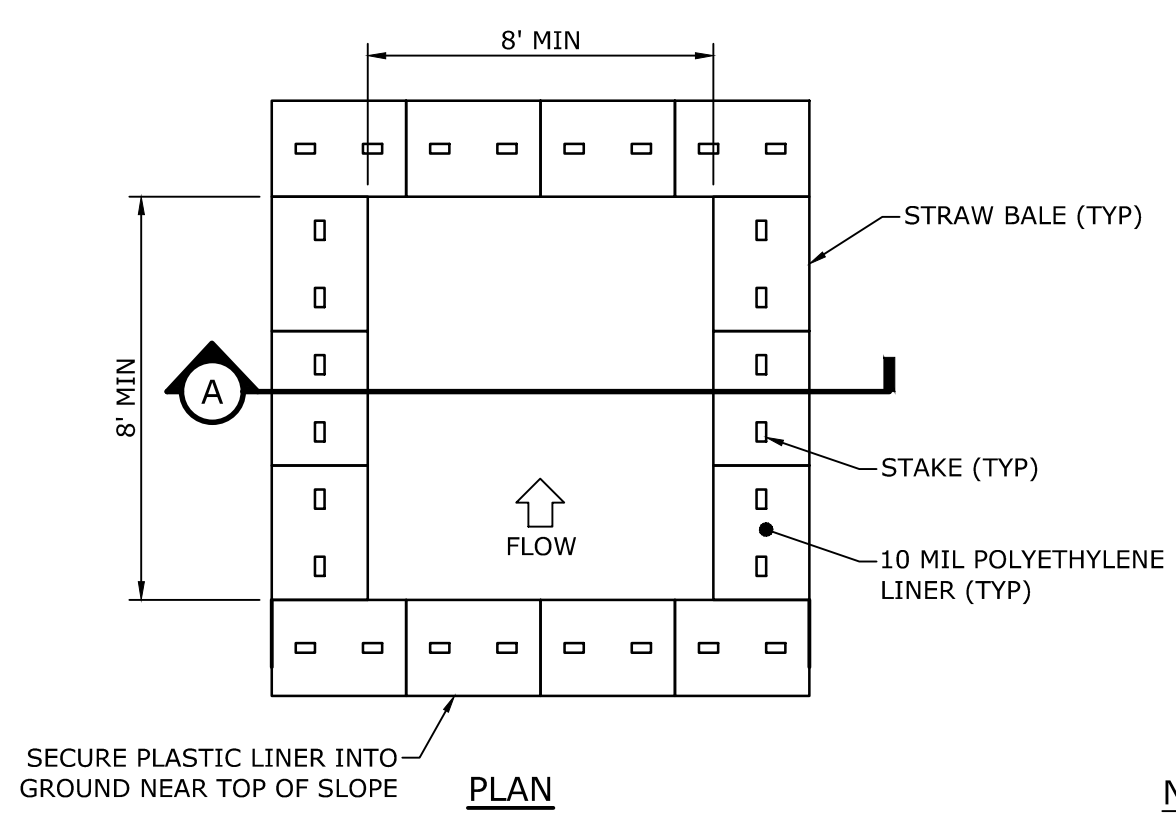 8' MIN
STRAW BALE (TYP)
8' MIN
A
STAKE (TYP)
FLOW
10 MIL POLYETHYLENE
LINER (TYP)
SECURE PLASTIC LINER INTO
GROUND NEAR TOP OF SLOPE
PLAN
N